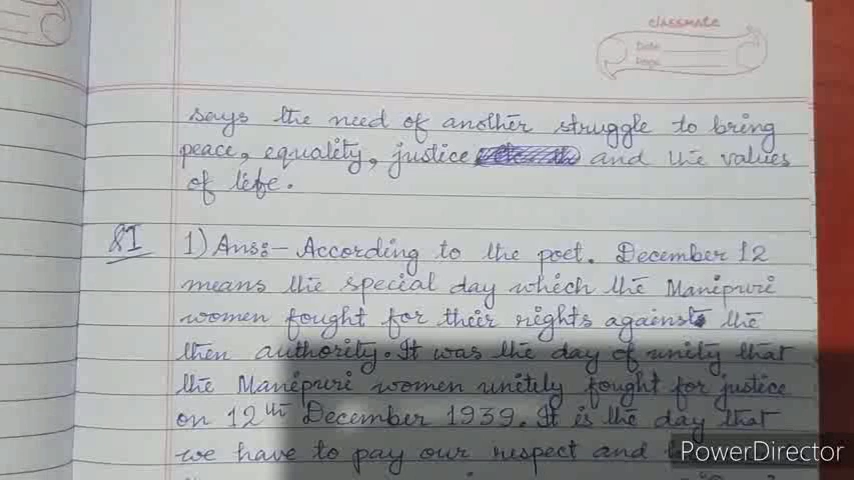 classmate
Date
Page
says the need of another struggle to bring
peace, equality, justice and the values
of life.
QI 1) Ans:- According to the poet. December 12
means the special day which the Manipuri
women fought for their rights against the
then authority. It was the day of unity that
the Manipuri women unitely fought for justice
on 12th December 1939. It is the day that
we have to pay our respect and
PowerDirector